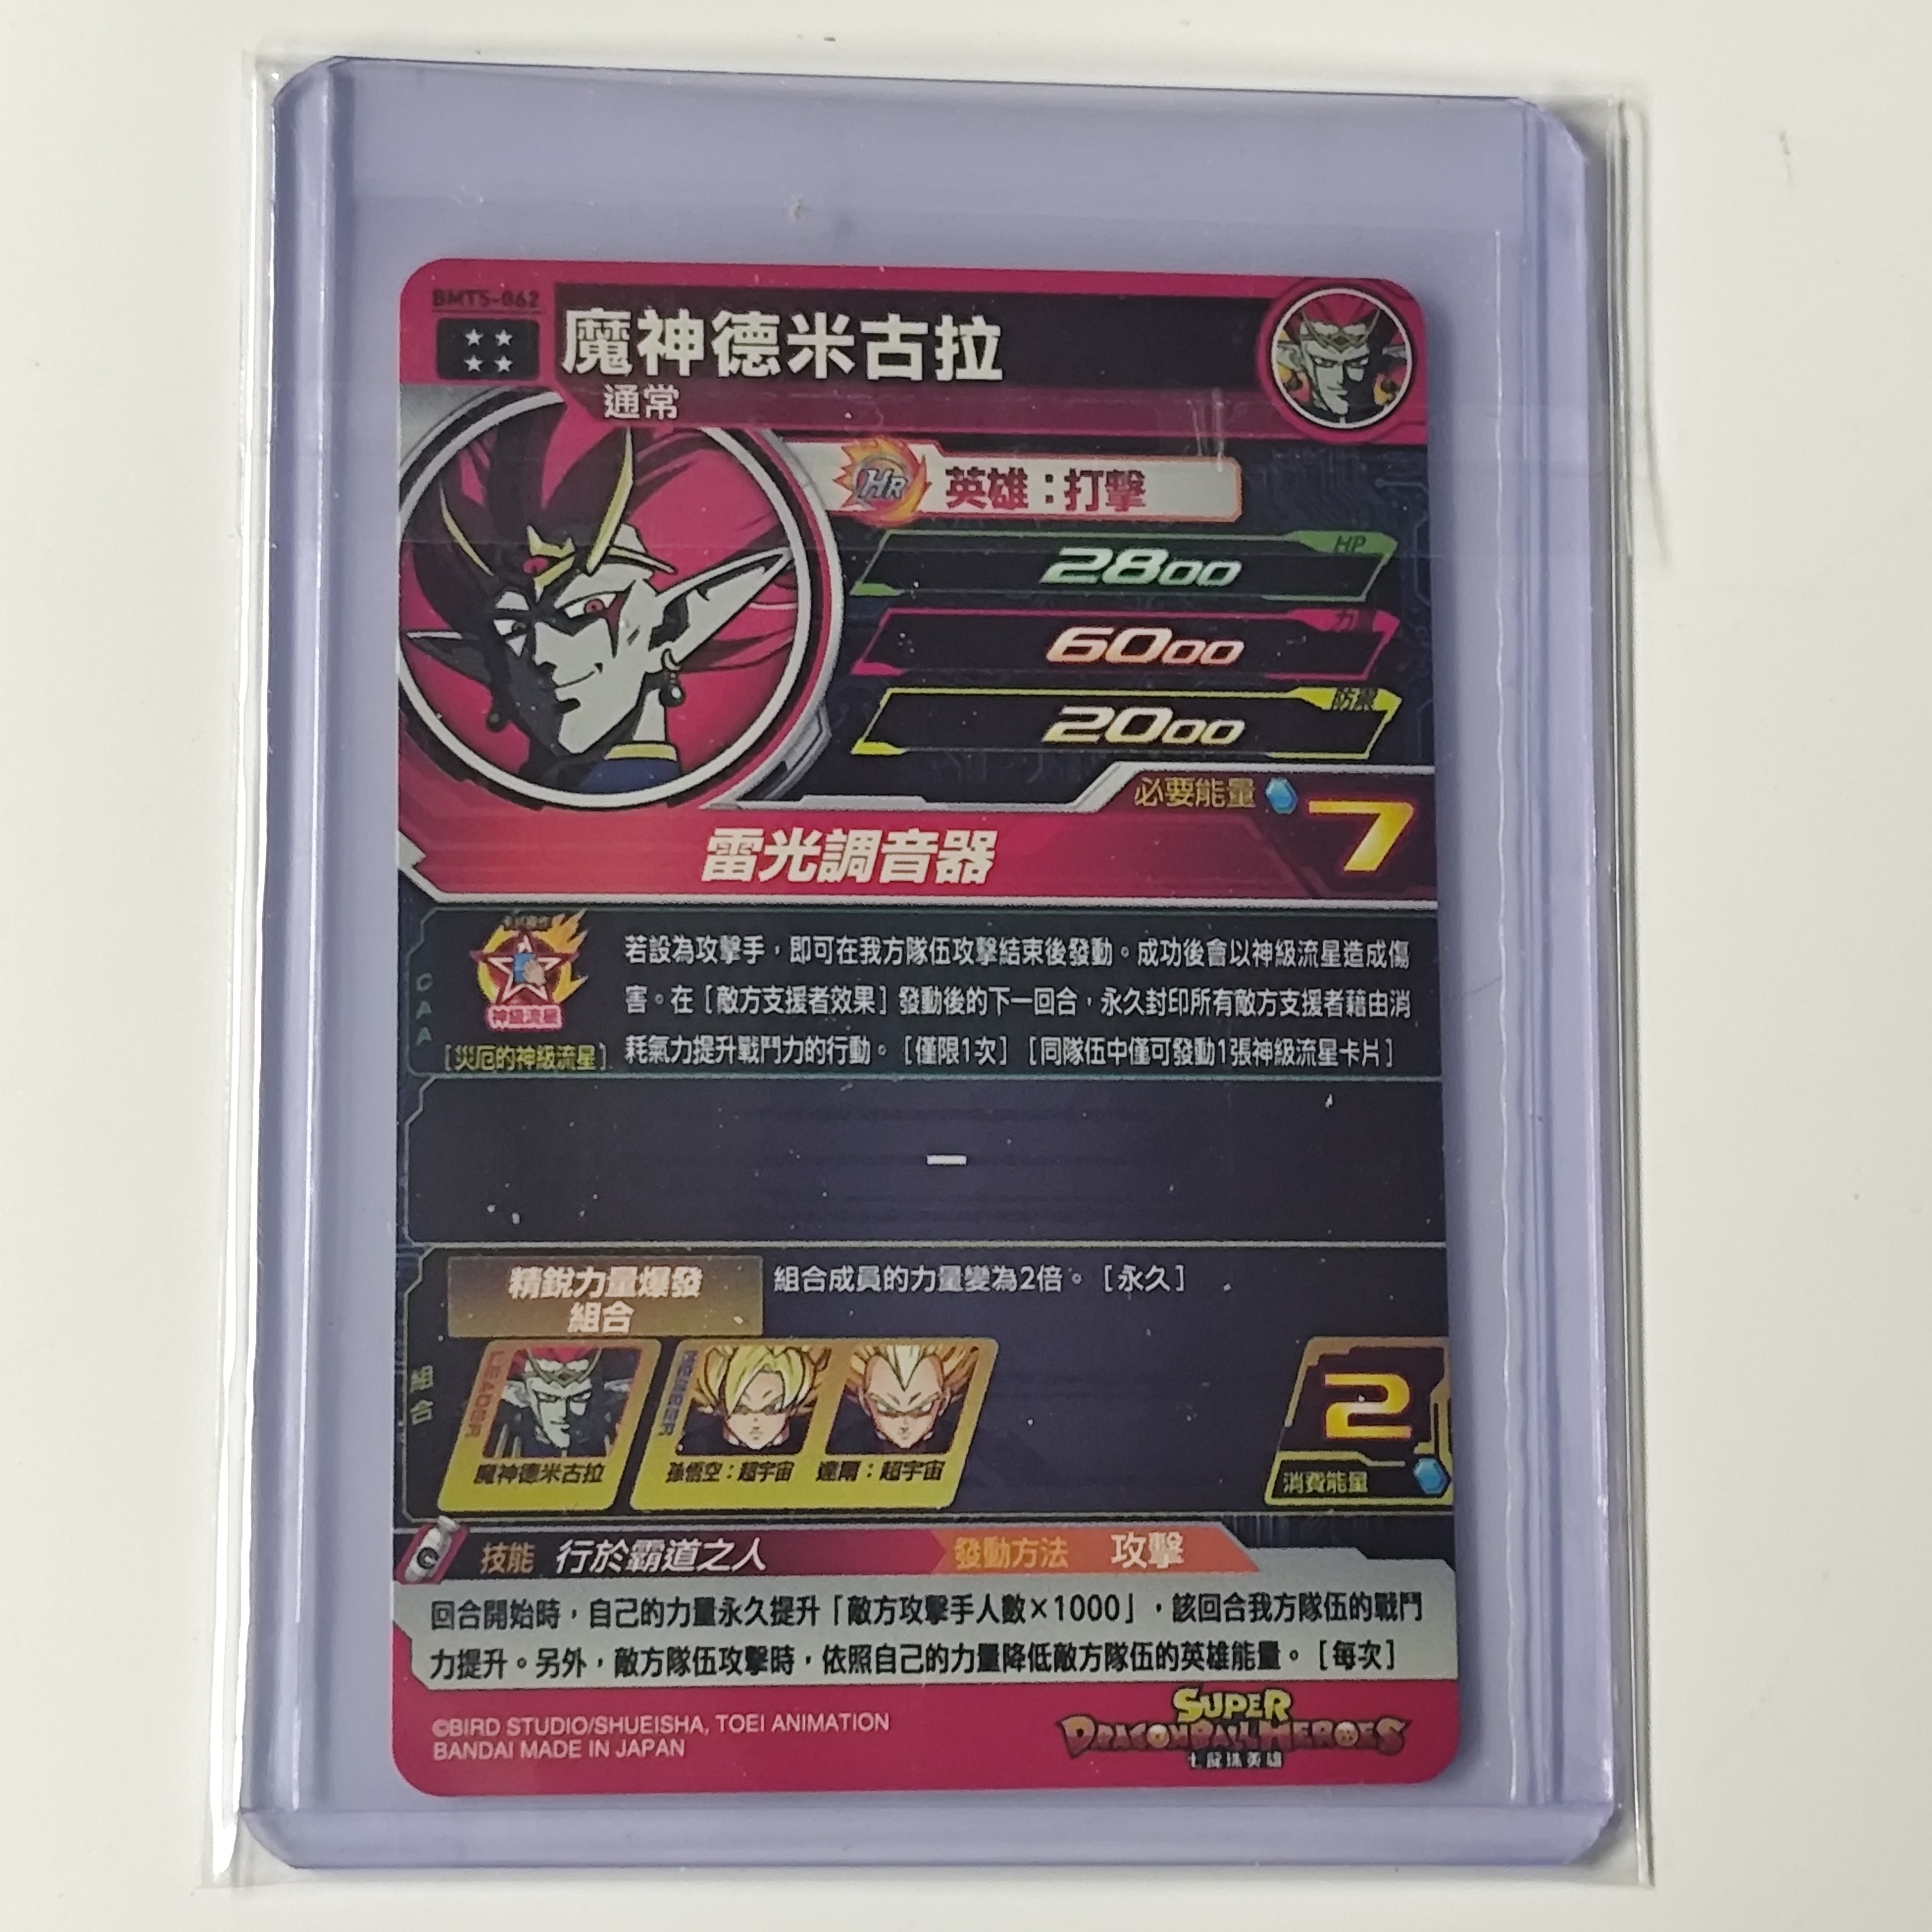 BMT5-062
魔神德米古拉
通常
HR 英雄：打擊
HP
2800
力
6000
防禦
2000
必要能量 7
雷光調音器
CAA
神級流星
[災厄的神級流星]
若設為攻擊手，即可在我方隊伍攻擊結束後發動。成功後會以神級流星造成傷
害。在［敵方支援者效果］發動後的下一回合，永久封印所有敵方支援者藉由消
耗氣力提升戰鬥力的行動。［僅限1次］［同隊伍中僅可發動1張神級流星卡片］
–
精銳力量爆發
組合
組合成員的力量變為2倍。［永久］
組合
LEADER
魔神德米古拉
MEMBER
孫悟空：超宇宙
達爾：超宇宙
2
消費能量
技能 行於霸道之人 發動方法 攻擊
回合開始時，自己的力量永久提升「敵方攻擊手人數×1000」，該回合我方隊伍的戰鬥
力提升。另外，敵方隊伍攻擊時，依照自己的力量降低敵方隊伍的英雄能量。［每次］
©BIRD STUDIO/SHUEISHA, TOEI ANIMATION
BANDAI MADE IN JAPAN
SUPER
DRAGONBALL HEROES
七龍珠英雄